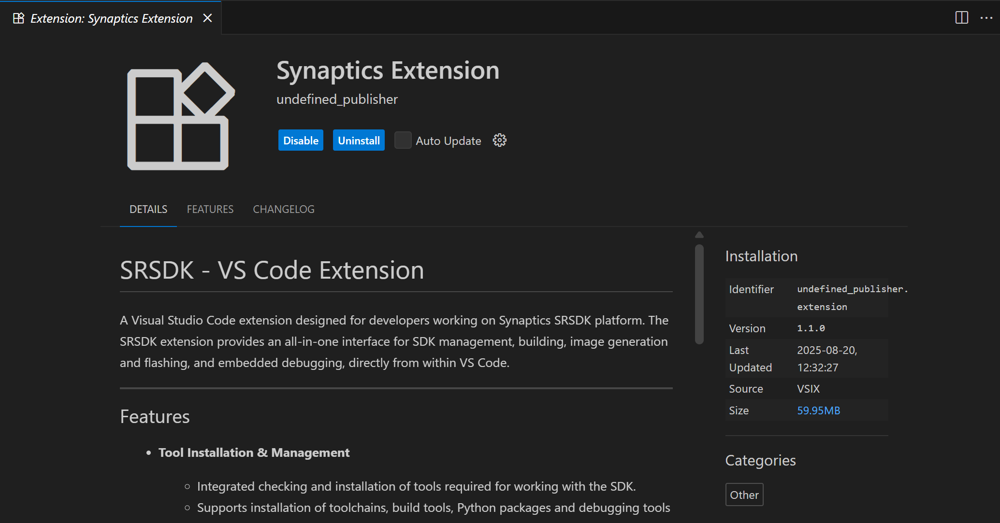 Extension: Synaptics Extension
Synaptics Extension
undefined_publisher
Disable Uninstall Auto Update
DETAILS FEATURES CHANGELOG
SRSDK - VS Code Extension
A Visual Studio Code extension designed for developers working on Synaptics SRSDK platform. The
SRSDK extension provides an all-in-one interface for SDK management, building, image generation
and flashing, and embedded debugging, directly from within VS Code.
Features
• Tool Installation & Management
○ Integrated checking and installation of tools required for working with the SDK.
○ Supports installation of toolchains, build tools, Python packages and debugging tools
Installation
Identifier undefined_publisher.
extension
Version 1.1.0
Last 2025-08-20,
Updated 12:32:27
Source VSIX
Size 59.95MB
Categories
Other